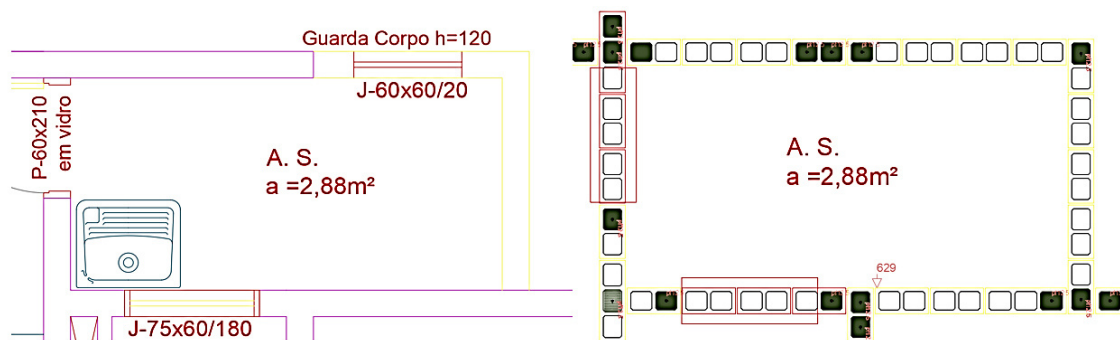 Guarda Corpo h=120
J-60x60/20
P-60x210
em vidro
A. S.
a =2,88m²
J-75x60/180
A. S.
a =2,88m²
629